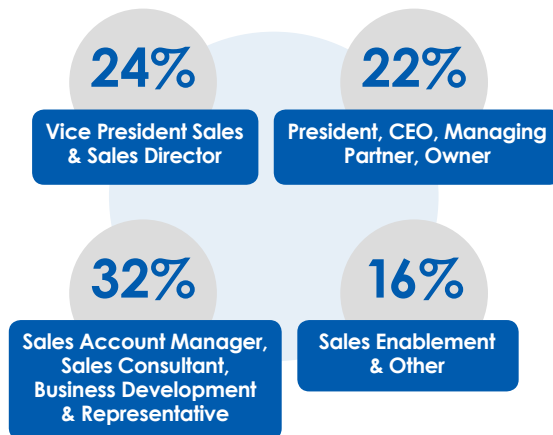 24%
Vice President Sales
& Sales Director
22%
President, CEO, Managing
Partner, Owner
32%
Sales Account Manager,
Sales Consultant,
Business Development
& Representative
16%
Sales Enablement
& Other